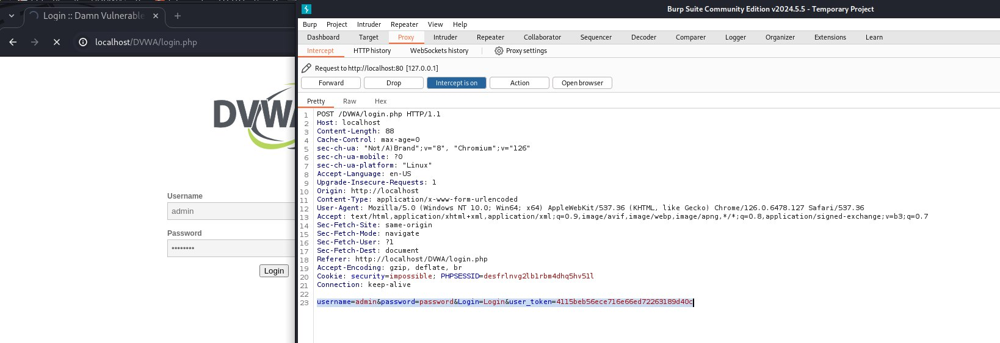 Login :: Damn Vulnerable
localhost/DVWA/login.php
DVWA
Username
admin
Password
••••••••
Login
Burp Suite Community Edition v2024.5.5 - Temporary Project
Burp Project Intruder Repeater View Help
Dashboard Target Proxy Intruder Repeater Collaborator Sequencer Decoder Comparer Logger Organizer Extensions Learn
Intercept HTTP history WebSockets history Proxy settings
Request to http://localhost:80 [127.0.0.1]
Forward Drop Intercept is on Action Open browser
Pretty Raw Hex
1 POST /DVWA/login.php HTTP/1.1
2 Host: localhost
3 Content-Length: 88
4 Cache-Control: max-age=0
5 sec-ch-ua: "Not/A)Brand";v="8", "Chromium";v="126"
6 sec-ch-ua-mobile: ?0
7 sec-ch-ua-platform: "Linux"
8 Accept-Language: en-US
9 Upgrade-Insecure-Requests: 1
10 Origin: http://localhost
11 Content-Type: application/x-www-form-urlencoded
12 User-Agent: Mozilla/5.0 (Windows NT 10.0; Win64; x64) AppleWebKit/537.36 (KHTML, like Gecko) Chrome/126.0.6478.127 Safari/537.36
13 Accept: text/html,application/xhtml+xml,application/xml;q=0.9,image/avif,image/webp,image/apng,*/*;q=0.8,application/signed-exchange;v=b3;q=0.7
14 Sec-Fetch-Site: same-origin
15 Sec-Fetch-Mode: navigate
16 Sec-Fetch-User: ?1
17 Sec-Fetch-Dest: document
18 Referer: http://localhost/DVWA/login.php
19 Accept-Encoding: gzip, deflate, br
20 Cookie: security=impossible; PHPSESSID=desfrlnvg2lb1rbm4dhq5hv51l
21 Connection: keep-alive
22
23 username=admin&password=password&Login=Login&user_token=4115beb56ece716e66ed72263189d40c